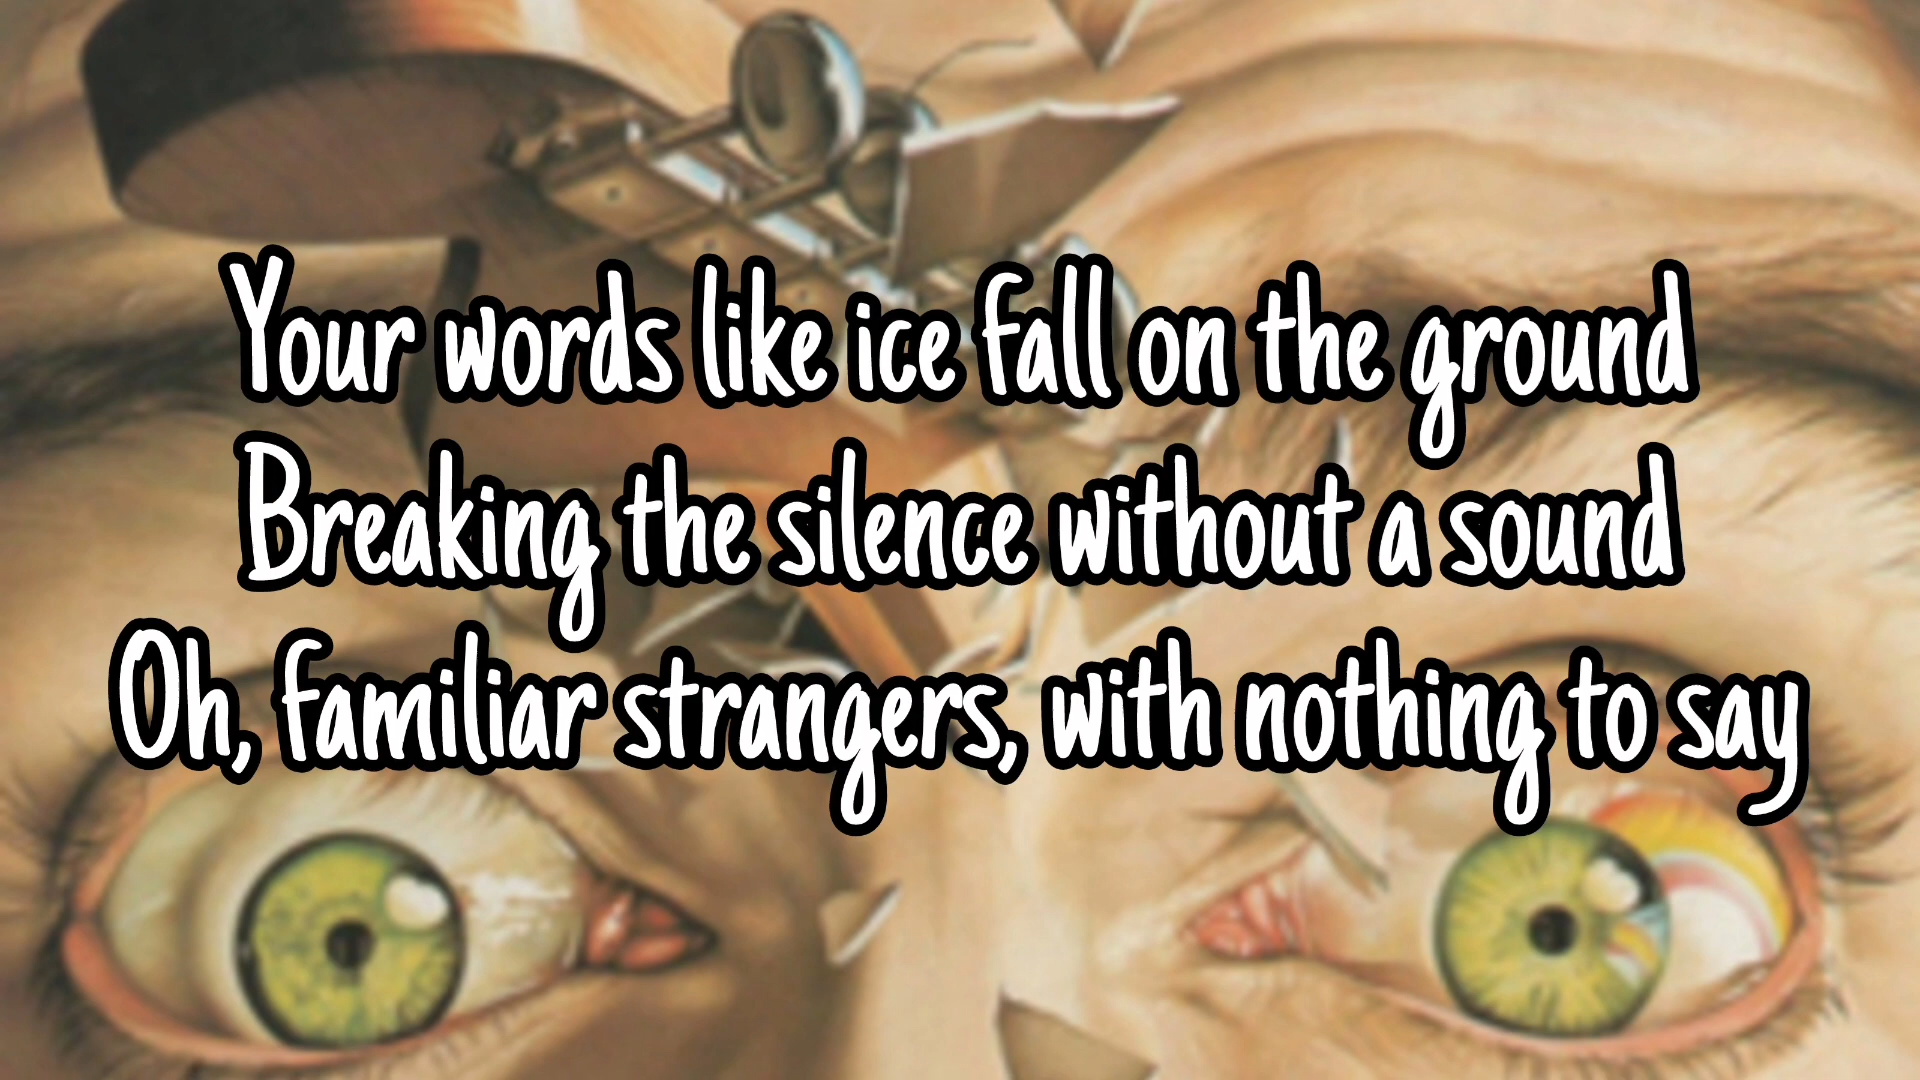 Your words like ice fall on the ground
Breaking the silence without a sound
Oh, familiar strangers, with nothing to say